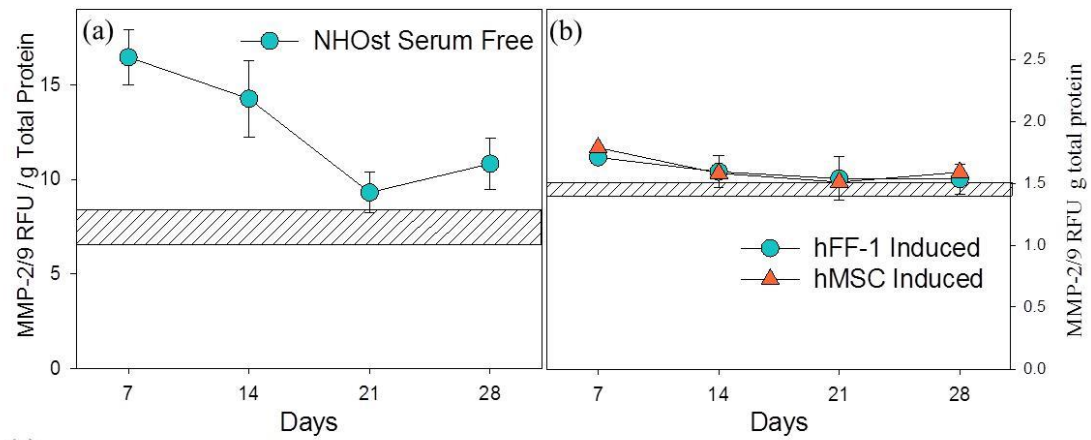 (a)
NHOst Serum Free
MMP-2/9 RFU / g Total Protein
15
10
5
0
7 14 21 28
Days
(b)
hFF-1 Induced
hMSC Induced
2.5
2.0
1.5
1.0
0.5
0.0
MMP-2/9 RFU g total protein
7 14 21 28
Days